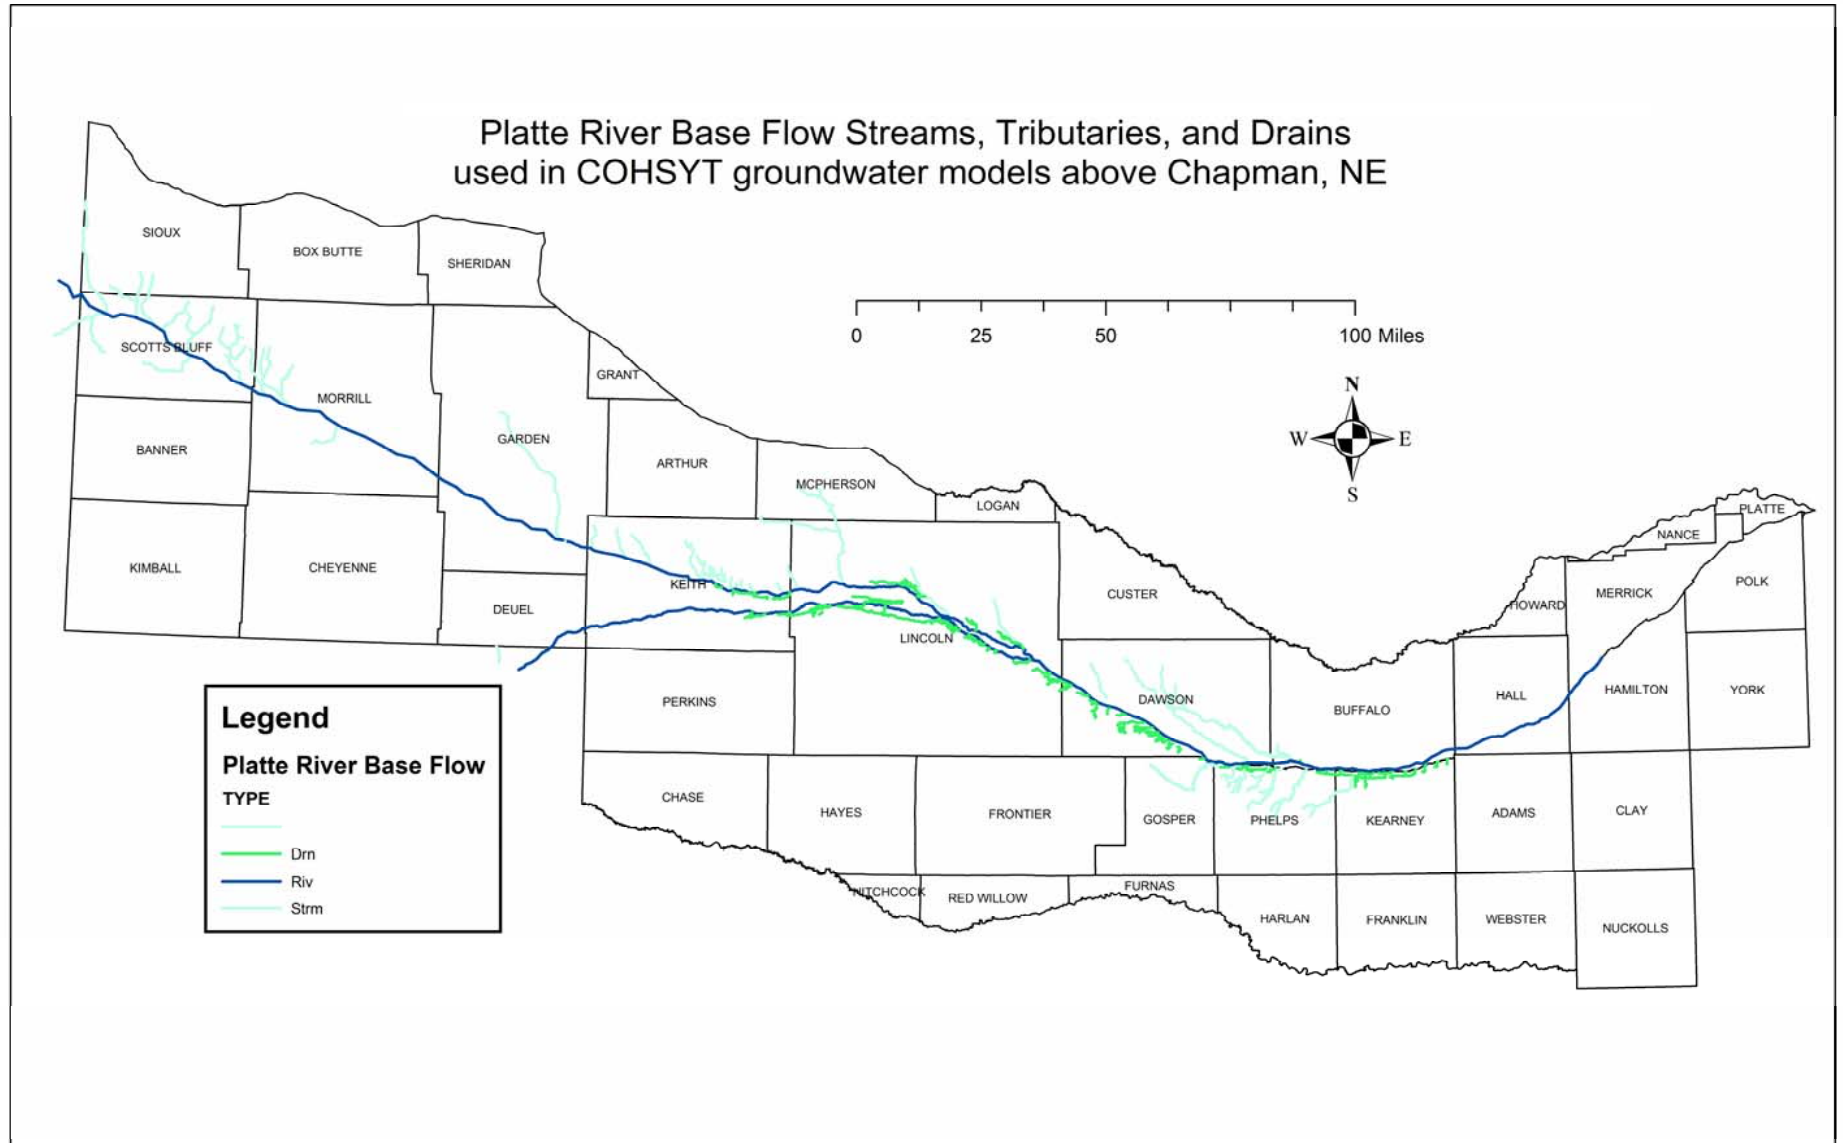 Platte River Base Flow Streams, Tributaries, and Drains
used in COHSYT groundwater models above Chapman, NE
SIOUX
BOX BUTTE
SHERIDAN
0 25 50 100 Miles
SCOTTS BLUFF
GRANT
N
MORRILL
W E
GARDEN
BANNER
ARTHUR
MCPHERSON
S
LOGAN
PLATTE
NANCE
KIMBALL
CHEYENNE
KEITH
POLK
CUSTER
MERRICK
HOWARD
DEUEL
LINCOLN
PERKINS
DAWSON
BUFFALO
HALL
HAMILTON
YORK
Legend
Platte River Base Flow
TYPE
Drn
Riv
Strm
CHASE
HAYES
FRONTIER
GOSPER
PHELPS
KEARNEY
ADAMS
CLAY
HITCHCOCK
RED WILLOW
FURNAS
HARLAN
FRANKLIN
WEBSTER
NUCKOLLS